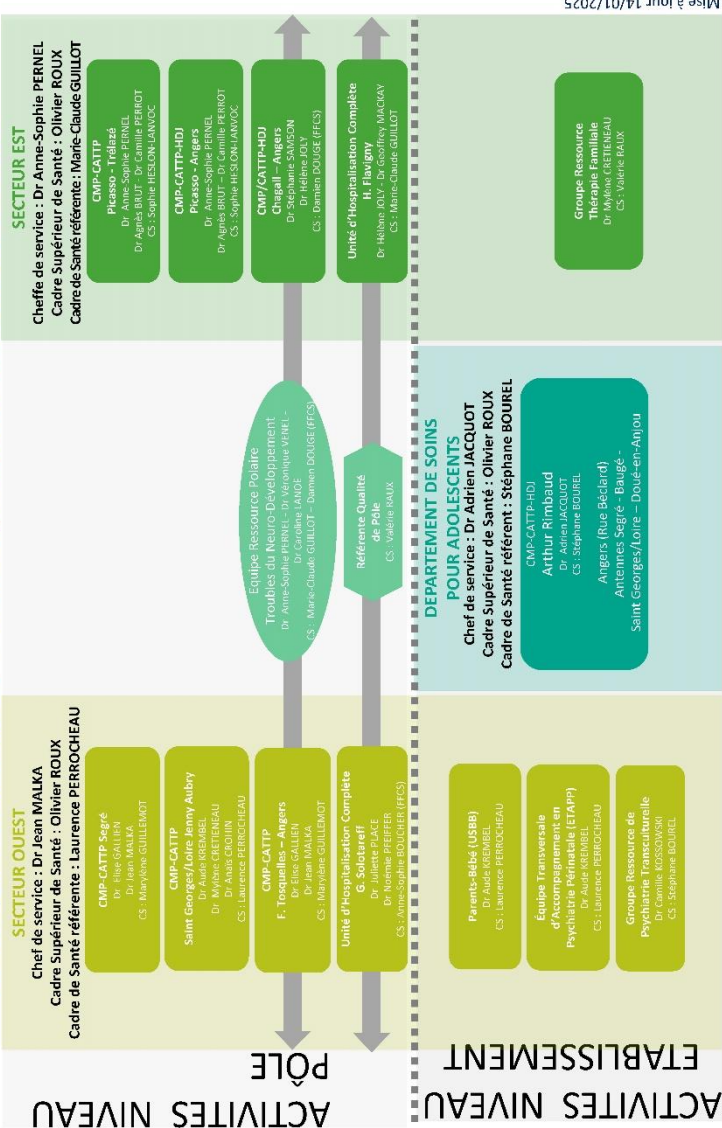 Mise à jour 14/01/2025
ACTIVITES NIVEAU
PÔLE
SECTEUR OUEST
Chef de service : Dr Jean MALKA
Cadre Supérieur de Santé : Olivier ROUX
Cadre de Santé référente : Laurence PERROCHEAU
CMP-CATTP Segré
Dr Elise GALLIEN
Dr Jean MALKA
CS : Marylène GUILLEMOT
CMP-CATTP
Saint Georges/Loire Jenny Aubry
Dr Aude KREMBEL
Dr Mylène CRETENEAU
Dr Anaïs CROHIN
CS : Laurence PERROCHEAU
CMP-CATTP
F. Tosquelles – Angers
Dr Elise GALLIEN
Dr Jean MALKA
CS : Marylène GUILLEMOT
Unité d'Hospitalisation Complète
G. Solotareff
Dr Juliette PLACE
Dr Noémie PFEIFFER
CS : Anne-Sophie BOUCHER (FFCS)
Equipe Ressource Polaire
Troubles du Neuro-Développement
Dr Anne-Sophie PERNEL - Dr Véronique VENEL -
Dr Caroline LANOE
CS : Marie-Claude GUILLOT – Damien DOUGE (FFCS)
Référente Qualité
de Pôle
CS : Valérie RAUX
SECTEUR EST
Cheffe de service : Dr Anne-Sophie PERNEL
Cadre Supérieur de Santé : Olivier ROUX
Cadre de Santé référente : Marie-Claude GUILLOT
CMP-CATTP
Picasso - Trélazé
Dr Anne-Sophie PERNEL
Dr Agnès BRUT - Dr Camille PERROT
CS : Sophie HESLON-LANVOC
CMP-CATTP-HDJ
Picasso - Angers
Dr Anne-Sophie PERNEL
Dr Agnès BRUT – Dr Camille PERROT
CS : Sophie HESLON-LANVOC
CMP/CATTP-HDJ
Chagall – Angers
Dr Stéphanie SAMSON
Dr Hélène JOLY
CS : Damien DOUGE (FFCS)
Unité d'Hospitalisation Complète
H. Flavigny
Dr Hélène JOLY - Dr Geoffrey MACKAY
CS : Marie-Claude GUILLOT
ACTIVITES NIVEAU
ETABLISSEMENT
Parents-Bébé (USBB)
Dr Aude KREMBEL
CS : Laurence PERROCHEAU
Équipe Transversale
d'Accompagnement en
Psychiatrie Périnatale (ETAPP)
Dr Aude KREMBEL
CS : Laurence PERROCHEAU
Groupe Ressource de
Psychiatrie Transculturelle
Dr Camille KOSSOWSKI
CS : Stéphane BOUREL
DEPARTEMENT DE SOINS
POUR ADOLESCENTS
Chef de service : Dr Adrien JACQUOT
Cadre Supérieur de Santé : Olivier ROUX
Cadre de Santé référent : Stéphane BOUREL
CMP-CATTP-HDJ
Arthur Rimbaud
Dr Adrien JACQUOT
CS : Stéphane BOUREL
Angers (Rue Béclard)
Antennes Segré - Baugé -
Saint Georges/Loire – Doué-en-Anjou
Groupe Ressource
Thérapie Familiale
Dr Mylène CRETENEAU
CS : Valérie RAUX